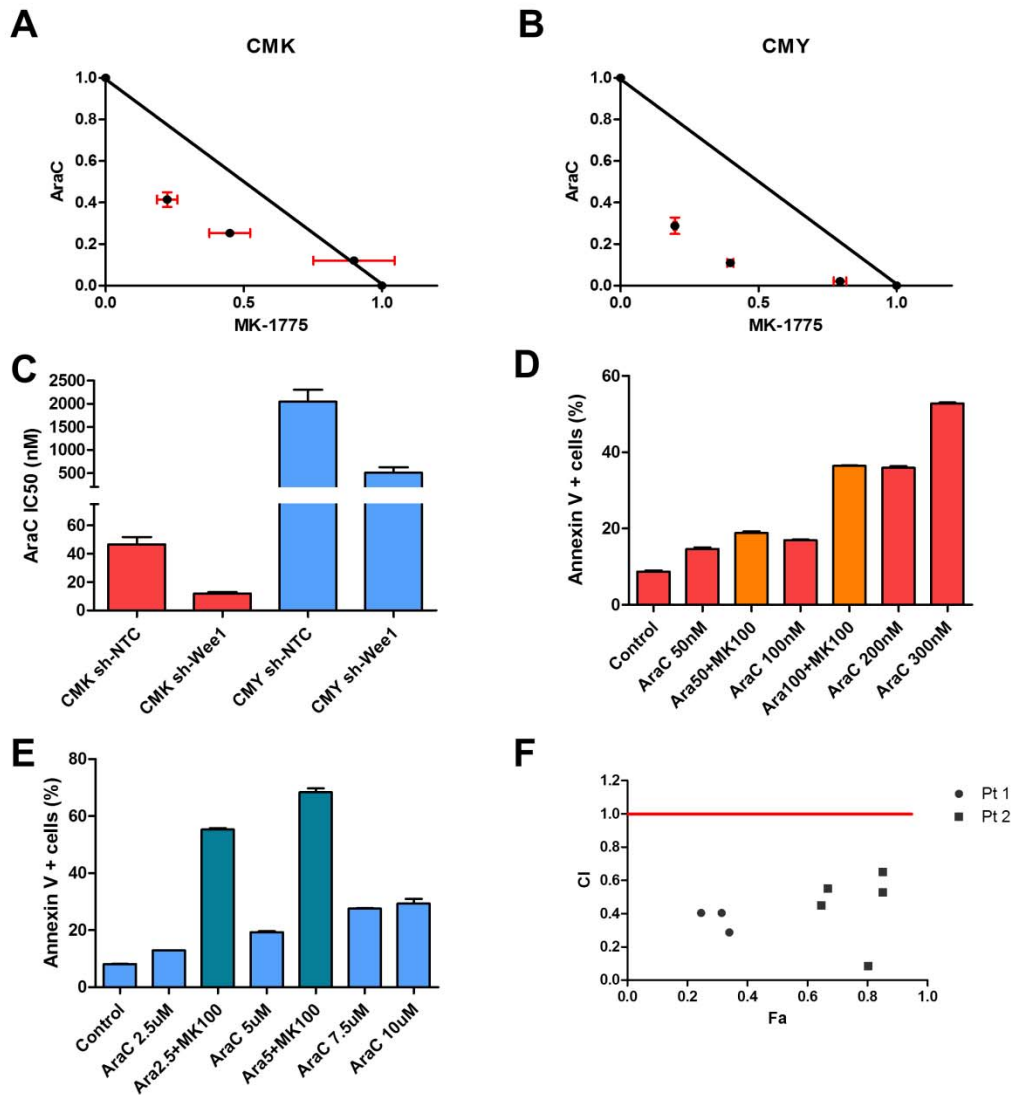 A
CMK
AraC
1.0
0.8
0.6
0.4
0.2
0.0
0.0 0.5 1.0
MK-1775
B
CMY
AraC
1.0
0.8
0.6
0.4
0.2
0.0
0.0 0.5 1.0
MK-1775
C
AraC IC50 (nM)
2500
2000
1500
1000
500
60
40
20
0
CMK sh-NTC
CMK sh-Wee1
CMY sh-NTC
CMY sh-Wee1
D
Annexin V + cells (%)
60
40
20
0
Control
AraC 50nM
Ara50+MK100
AraC 100nM
Ara100+MK100
AraC 200nM
AraC 300nM
E
Annexin V + cells (%)
80
60
40
20
0
Control
AraC 2.5uM
Ara2.5+MK100
AraC 5uM
Ara5+MK100
AraC 7.5uM
AraC 10uM
F
CI
1.2
1.0
0.8
0.6
0.4
0.2
0.0
0.0 0.2 0.4 0.6 0.8 1.0
Fa
Pt 1
Pt 2